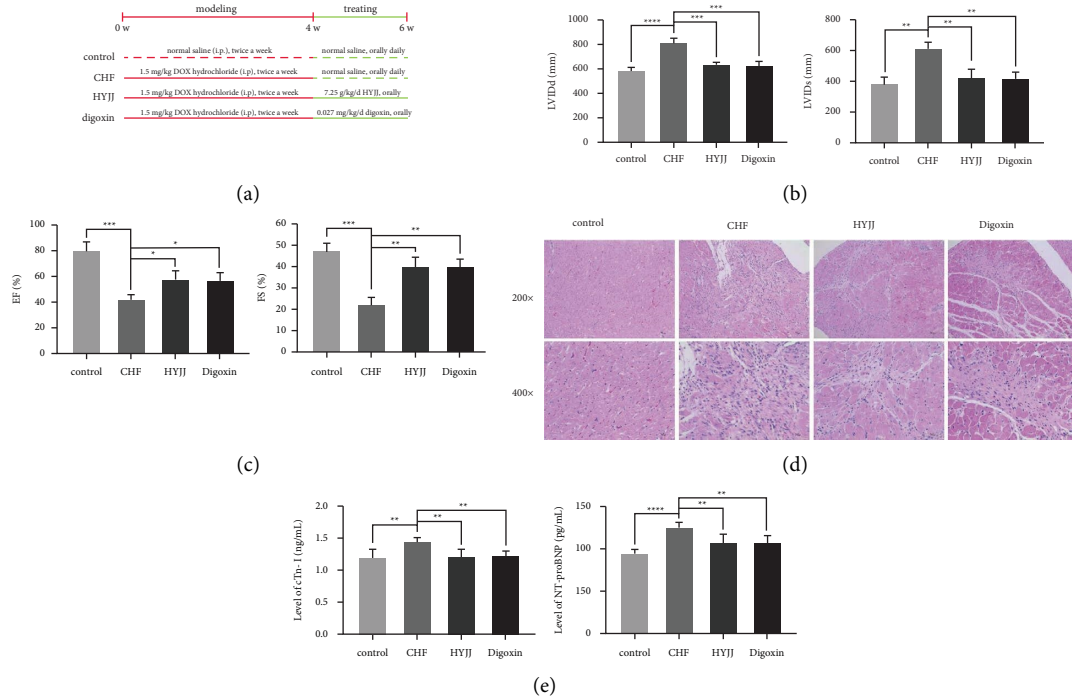 modeling treating
0 w 4 w 6 w
control normal saline (i.p.), twice a week normal saline, orally daily
CHF 1.5 mg/kg DOX hydrochloride (i.p), twice a week normal saline, orally daily
HYJJ 1.5 mg/kg DOX hydrochloride (i.p), twice a week 7.25 g/kg/d HYJJ, orally
digoxin 1.5 mg/kg DOX hydrochloride (i.p), twice a week 0.027 mg/kg/d digoxin, orally
(a)
LVIDd (mm)
1000
800
600
400
200
0
**** *** ***
control CHF HYJJ Digoxin
LVIDs (mm)
800
600
400
200
0
** ** **
control CHF HYJJ Digoxin
(b)
EF (%)
100
80
60
40
20
0
*** * *
control CHF HYJJ Digoxin
FS (%)
60
50
40
30
20
10
0
*** ** **
control CHF HYJJ Digoxin
(c)
control CHF HYJJ Digoxin
200×
400×
(d)
Level of cTn- I (ng/mL)
2.0
1.5
1.0
1.0
0.0
** ** **
control CHF HYJJ Digoxin
Level of NT-proBNP (pg/mL)
150
100
150
0
**** ** **
control CHF HYJJ Digoxin
(e)